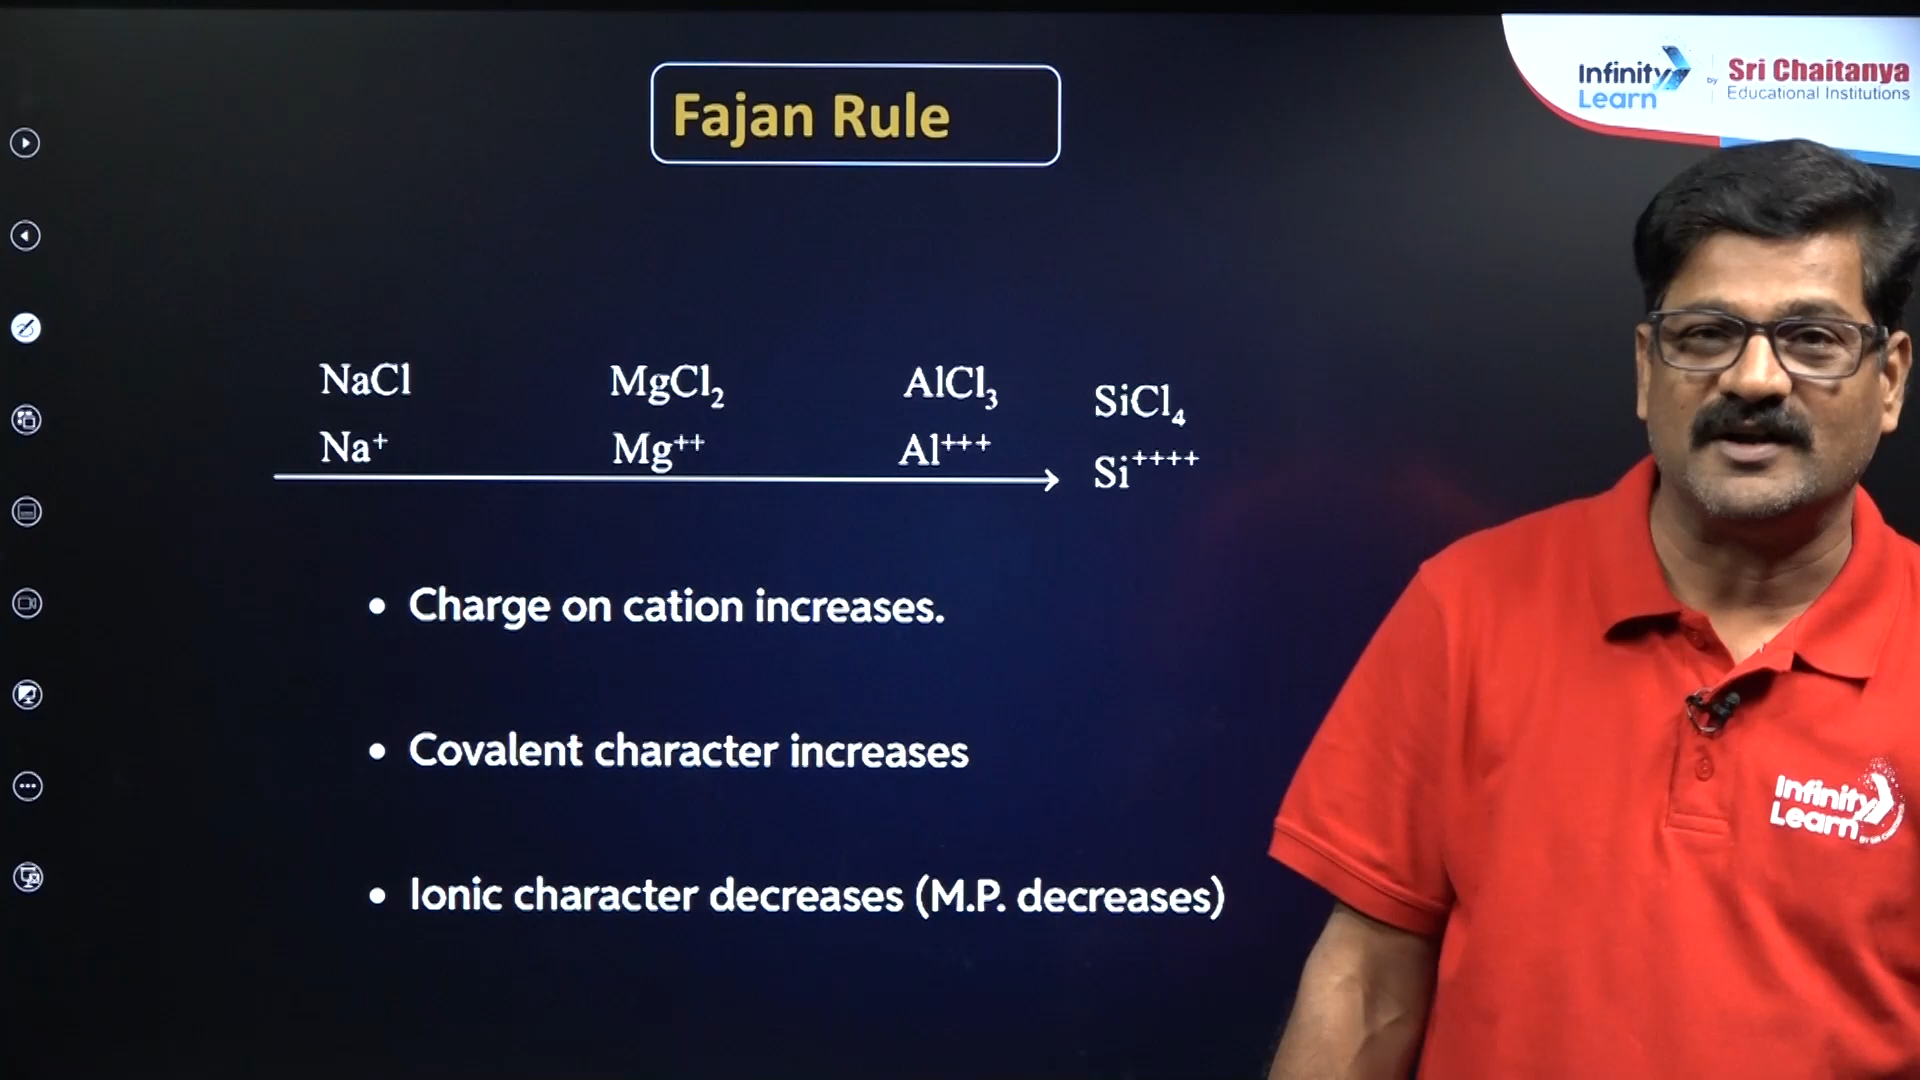 Fajan Rule
Infinity Learn by Sri Chaitanya Educational Institutions
NaCl MgCl₂ AlCl₃ SiCl₄
Na⁺ Mg⁺⁺ Al⁺⁺⁺ Si⁺⁺⁺⁺
• Charge on cation increases.
• Covalent character increases
• Ionic character decreases (M.P. decreases)
Infinity
Learn